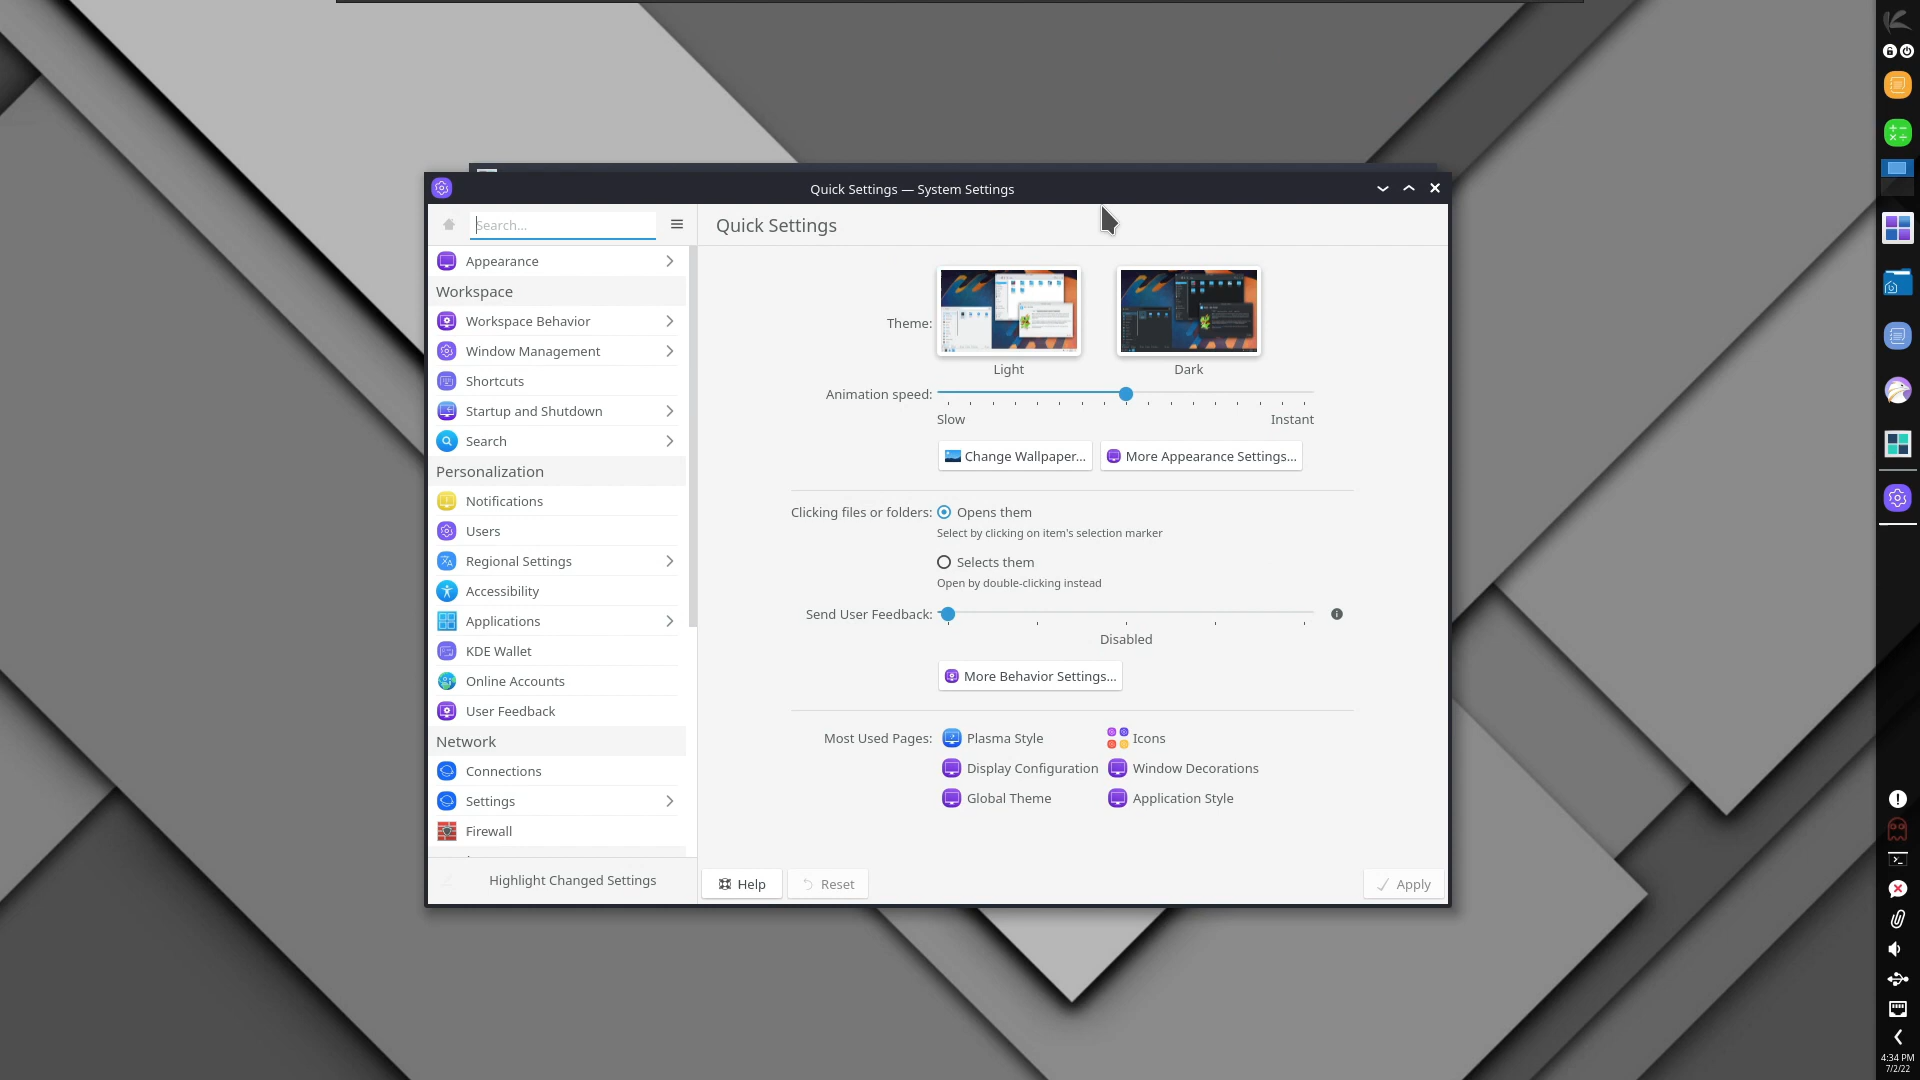 Quick Settings — System Settings
Search...
Quick Settings
Appearance
Workspace
Workspace Behavior
Window Management
Shortcuts
Startup and Shutdown
Search
Personalization
Notifications
Users
Regional Settings
Accessibility
Applications
KDE Wallet
Online Accounts
User Feedback
Network
Connections
Settings
Firewall
Highlight Changed Settings
Theme:
Light
Dark
Animation speed:
Slow
Instant
Change Wallpaper...
More Appearance Settings...
Clicking files or folders:
Opens them
Select by clicking on item's selection marker
Selects them
Open by double-clicking instead
Send User Feedback:
Disabled
More Behavior Settings...
Most Used Pages:
Plasma Style
Icons
Display Configuration
Window Decorations
Global Theme
Application Style
Help
Reset
Apply
4:34 PM
7/2/22